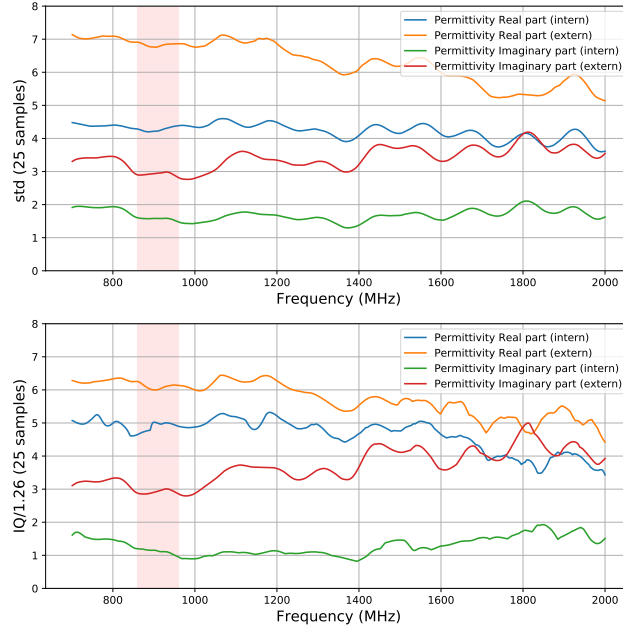 8
7
6
5
4
3
2
1
0
std (25 samples)
Permittivity Real part (intern)
Permittivity Real part (extern)
Permittivity Imaginary part (intern)
Permittivity Imaginary part (extern)
800 1000 1200 1400 1600 1800 2000
Frequency (MHz)
8
7
6
5
4
3
2
1
0
IQ/1.26 (25 samples)
Permittivity Real part (intern)
Permittivity Real part (extern)
Permittivity Imaginary part (intern)
Permittivity Imaginary part (extern)
800 1000 1200 1400 1600 1800 2000
Frequency (MHz)